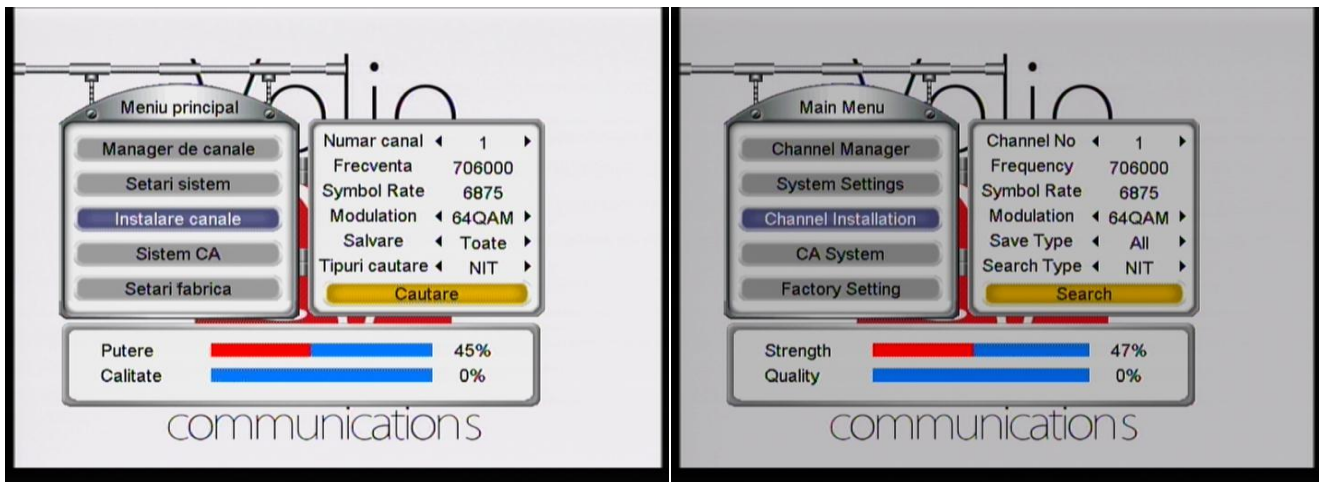 Meniu principal
Manager de canale
Setari sistem
Instalare canale
Sistem CA
Setari fabrica
Numar canal 1
Frecventa 706000
Symbol Rate 6875
Modulation 64QAM
Salvare Toate
Tipuri cautare NIT
Cautare
Putere 45%
Calitate 0%
communications
Main Menu
Channel Manager
System Settings
Channel Installation
CA System
Factory Setting
Channel No 1
Frequency 706000
Symbol Rate 6875
Modulation 64QAM
Save Type All
Search Type NIT
Search
Strength 47%
Quality 0%
communications